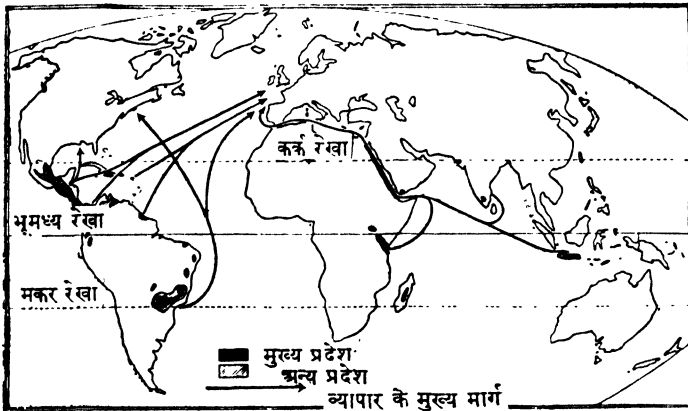 कर्क रेखा
भूमध्य रेखा
मकर रेखा
मुख्य प्रदेश
अन्य प्रदेश
व्यापार के मुख्य मार्ग